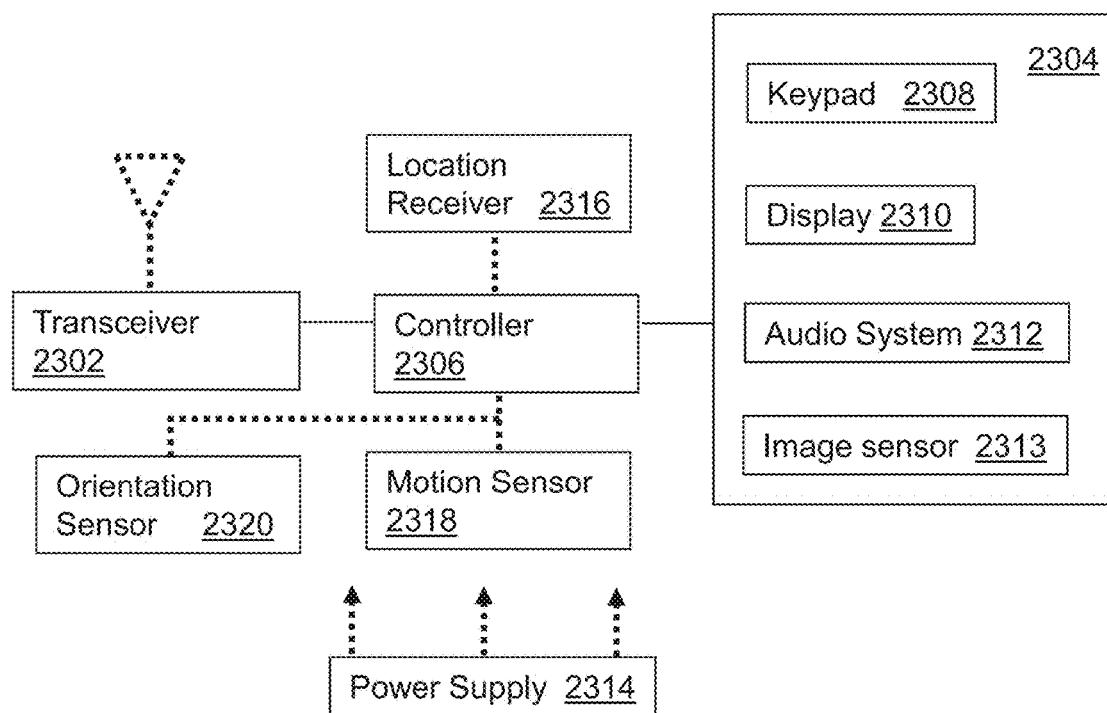 2304
Keypad 2308
Location
Receiver 2316
Display 2310
Transceiver
2302
Controller
2306
Audio System 2312
Image sensor 2313
Orientation
Sensor 2320
Motion Sensor
2318
Power Supply 2314